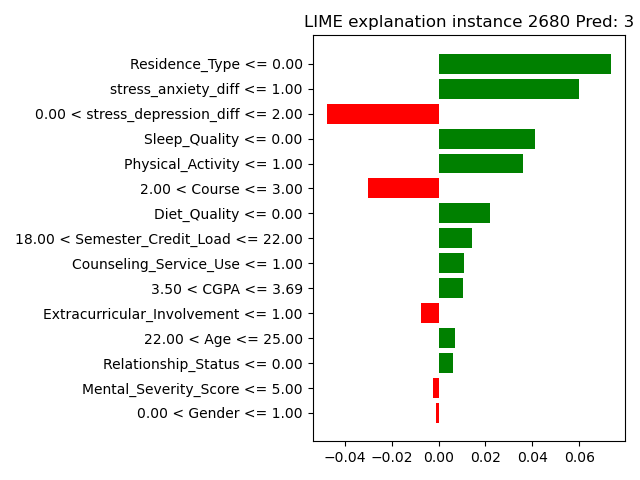 LIME explanation instance 2680 Pred: 3
Residence_Type <= 0.00
stress_anxiety_diff <= 1.00
0.00 < stress_depression_diff <= 2.00
Sleep_Quality <= 0.00
Physical_Activity <= 1.00
2.00 < Course <= 3.00
Diet_Quality <= 0.00
18.00 < Semester_Credit_Load <= 22.00
Counseling_Service_Use <= 1.00
3.50 < CGPA <= 3.69
Extracurricular_Involvement <= 1.00
22.00 < Age <= 25.00
Relationship_Status <= 0.00
Mental_Severity_Score <= 5.00
0.00 < Gender <= 1.00
−0.04 −0.02 0.00 0.02 0.04 0.06